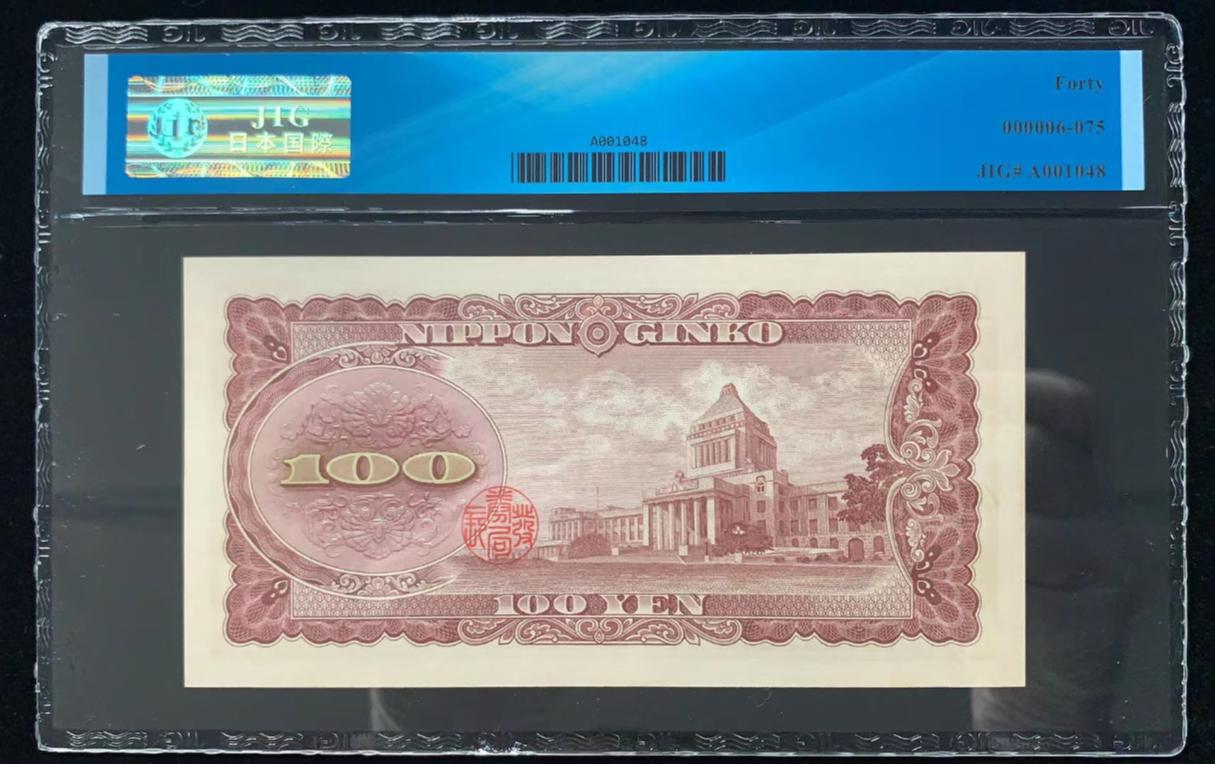 JIG
日本国際
A001048
Forty
000006-075
JIG# A001048
NIPPON GINKO
100
100 YEN